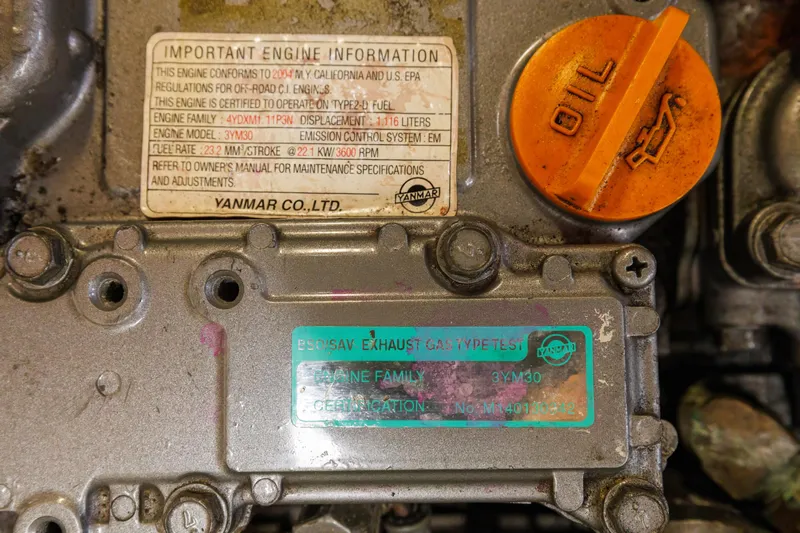 IMPORTANT ENGINE INFORMATION
THIS ENGINE CONFORMS TO 2004 M.Y. CALIFORNIA AND U.S. EPA
REGULATIONS FOR OFF-ROAD C.I. ENGINES.
THIS ENGINE IS CERTIFIED TO OPERATE ON TYPE2-D FUEL.
ENGINE FAMILY : 4YDXM1.11P3N DISPLACEMENT : 1.116 LITERS
ENGINE MODEL : 3YM30 EMISSION CONTROL SYSTEM : EM
FUEL RATE : 23.2 MM³/STROKE @ 22.1 KW/3600 RPM
REFER TO OWNER'S MANUAL FOR MAINTENANCE SPECIFICATIONS
AND ADJUSTMENTS.
YANMAR CO.,LTD.
YANMAR
OIL
EXHAUST GAS TYPE TEST
YANMAR
ENGINE FAMILY 3YM30
CERTIFICATION No.